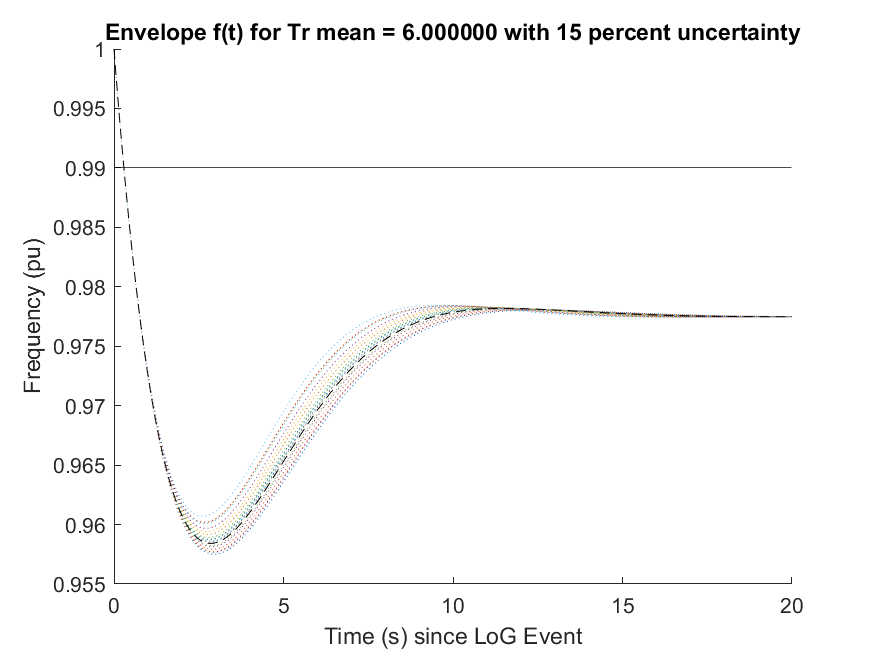 Envelope f(t) for Tr mean = 6.000000 with 15 percent uncertainty
1
0.995
0.99
0.985
0.98
0.975
0.97
0.965
0.96
0.955
Frequency (pu)
0 5 10 15 20
Time (s) since LoG Event